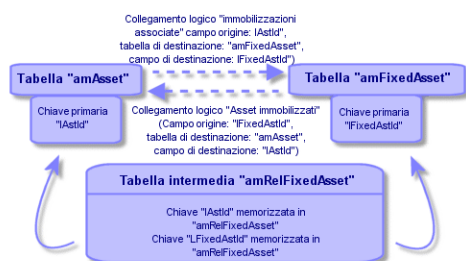 Collegamento logico "immobilizzazioni
associate" campo origine: lAstId",
tabella di destinazione: "amFixedAsset",
campo di destinazione: lFixedAstId")
Tabella "amAsset"
Tabella "amFixedAsset"
Chiave primaria
"lAstId"
Collegamento logico "Asset immobilizzati"
(Campo origine: "lFixedAstId",
tabella di destinazione: "amAsset",
campo di destinazione: "lAstId")
Chiave primaria
"lFixedAstId"
Tabella intermedia "amRelFixedAsset"
Chiave "lAstId" memorizzata in
"amRelFixedAsset"
Chiave "LFixedAstId" memorizzata in
"amRelFixedAsset"